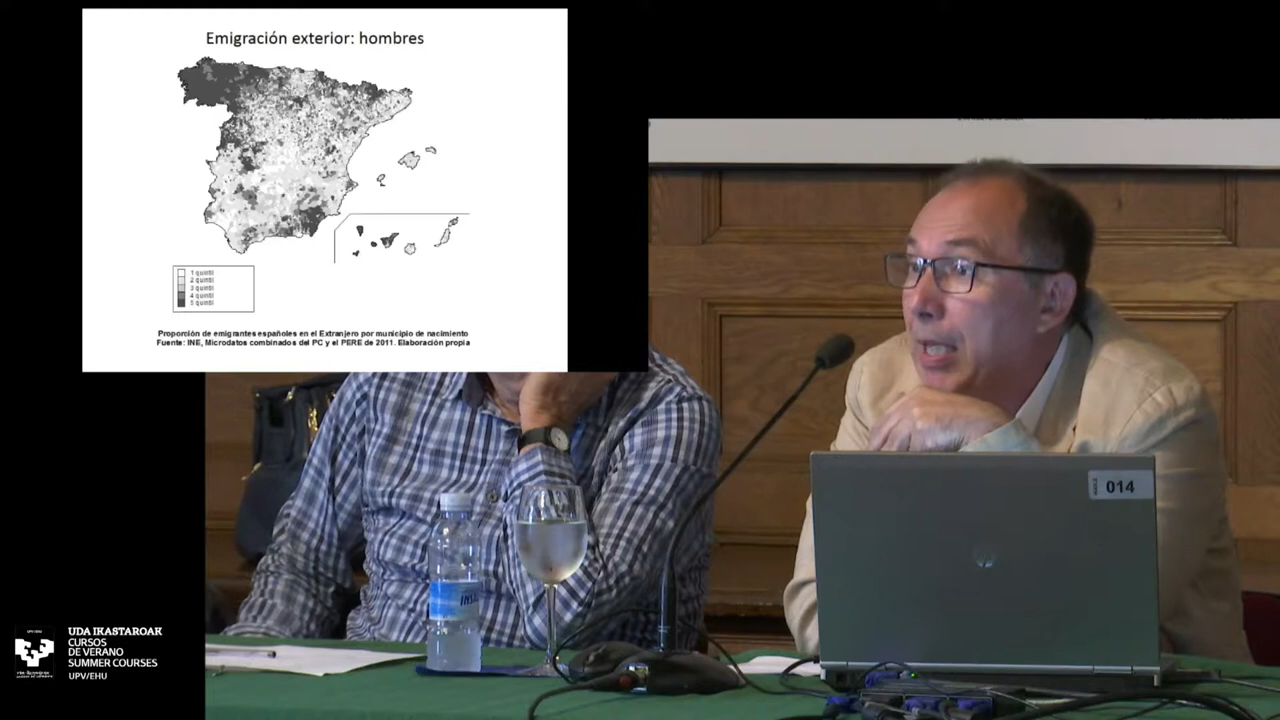 Emigración exterior: hombres
1 quintil
2 quintil
3 quintil
4 quintil
5 quintil
Proporción de emigrantes españoles en el Extranjero por municipio de nacimiento
Fuente: INE, Microdatos combinados del PC y el PERE de 2011. Elaboración propia
014
UDA IKASTAROAK
CURSOS
DE VERANO
SUMMER COURSES
UPV/EHU